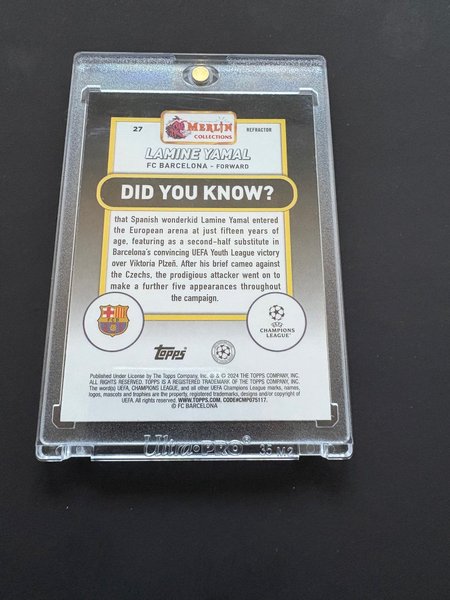 27
MERLIN
COLLECTIONS
REFRACTOR
LAMINE YAMAL
FC BARCELONA - FORWARD
DID YOU KNOW?
that Spanish wonderkid Lamine Yamal entered
the European arena at just fifteen years of
age, featuring as a second-half substitute in
Barcelona's convincing UEFA Youth League victory
over Viktoria Plzeň. After his brief cameo against
the Czechs, the prodigious attacker went on to
make a further five appearances throughout
the campaign.
FCB
topps
UEFA
CHAMPIONS
LEAGUE
Published Under License by The Topps Company, Inc. ® & © 2024 THE TOPPS COMPANY, INC.
ALL RIGHTS RESERVED. TOPPS IS A REGISTERED TRADEMARK OF THE TOPPS COMPANY, INC.
The word(s) UEFA, CHAMPIONS LEAGUE, and all other UEFA Champions League marks, names,
logos, mascots and trophies are the property, registered trademarks, designs and/or copyright of
UEFA. All rights reserved. WWW.TOPPS.COM. CODE#CMP075117.
© FC BARCELONA
Ultra•PRO®